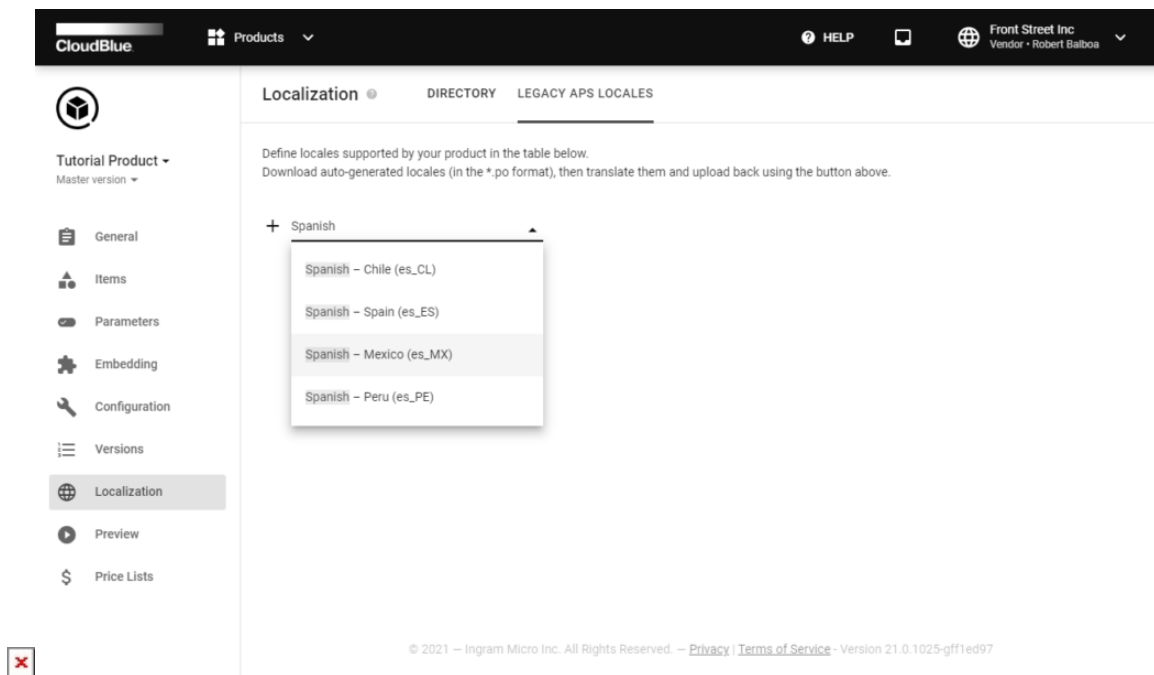 CloudBlue
Products
HELP
Front Street Inc
Vendor • Robert Balboa
Localization
DIRECTORY
LEGACY APS LOCALES
Tutorial Product
Master version
Define locales supported by your product in the table below.
Download auto-generated locales (in the *.po format), then translate them and upload back using the button above.
General
Items
Parameters
Embedding
Configuration
Versions
Localization
Preview
Price Lists
Spanish
Spanish – Chile (es_CL)
Spanish – Spain (es_ES)
Spanish – Mexico (es_MX)
Spanish – Peru (es_PE)
© 2021 — Ingram Micro Inc. All Rights Reserved. — Privacy | Terms of Service - Version 21.0.1025-gff1ed97